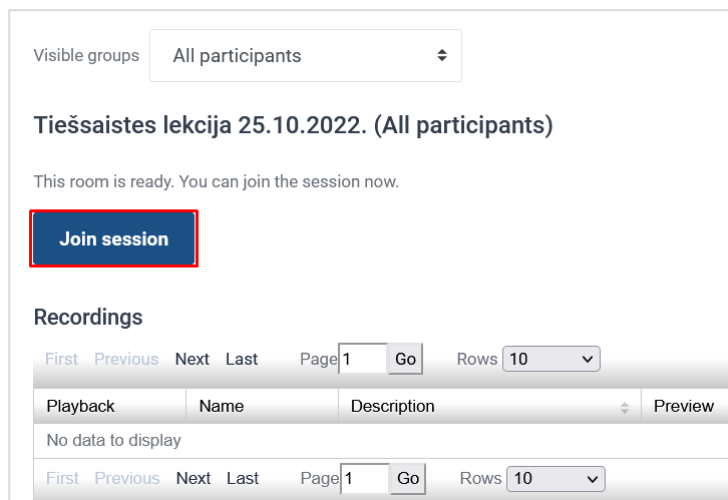 Visible groups All participants
Tiešsaistes lekcija 25.10.2022. (All participants)
This room is ready. You can join the session now.
Join session
Recordings
First Previous Next Last Page 1 Go Rows 10
Playback Name Description Preview
No data to display
First Previous Next Last Page 1 Go Rows 10